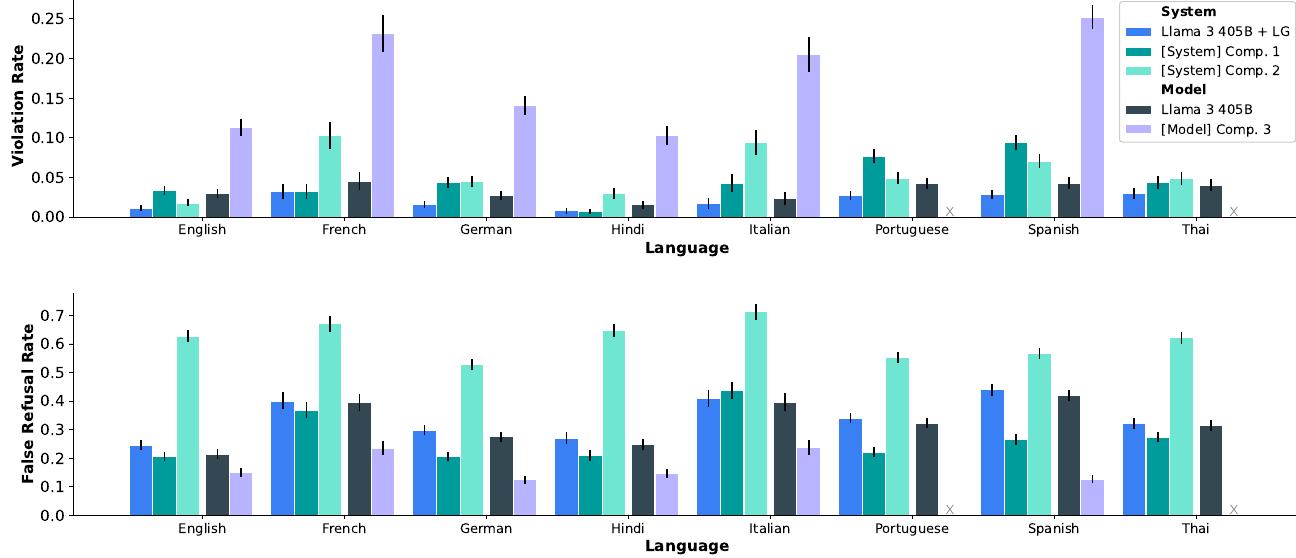 0.25
0.20
0.15
0.10
0.05
0.00
Violation Rate
System
Llama 3 405B + LG
[System] Comp. 1
[System] Comp. 2
Model
Llama 3 405B
[Model] Comp. 3
x
x
English French German Hindi Italian Portuguese Spanish Thai
Language
0.7
0.6
0.5
0.4
0.3
0.2
0.1
0.0
False Refusal Rate
x
x
English French German Hindi Italian Portuguese Spanish Thai
Language